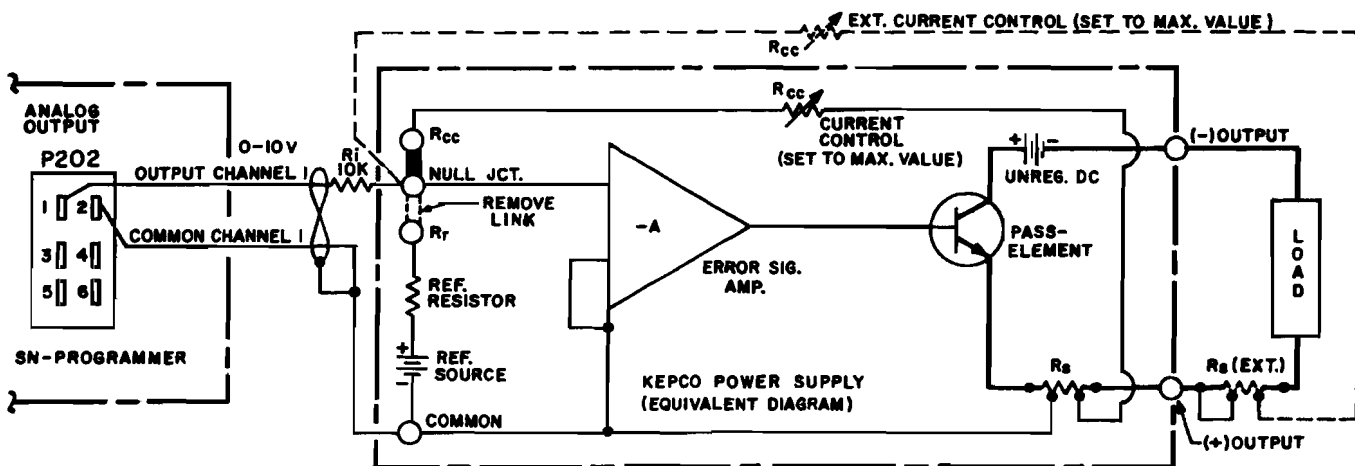 EXT. CURRENT CONTROL (SET TO MAX. VALUE)
Rcc
ANALOG
OUTPUT
P202
1 2
3 4
5 6
SN-PROGRAMMER
0-10V
OUTPUT CHANNEL 1
COMMON CHANNEL 1
Ri
10K
Rcc
NULL JCT.
REMOVE
LINK
Rr
REF.
RESISTOR
+
-
REF.
SOURCE
COMMON
Rcc
CURRENT
CONTROL
(SET TO MAX. VALUE)
-A
ERROR SIG.
AMP.
KEPCO POWER SUPPLY
(EQUIVALENT DIAGRAM)
+ -
UNREG. DC
PASS-
ELEMENT
Rs
(-) OUTPUT
LOAD
Rs (EXT.)
(+) OUTPUT